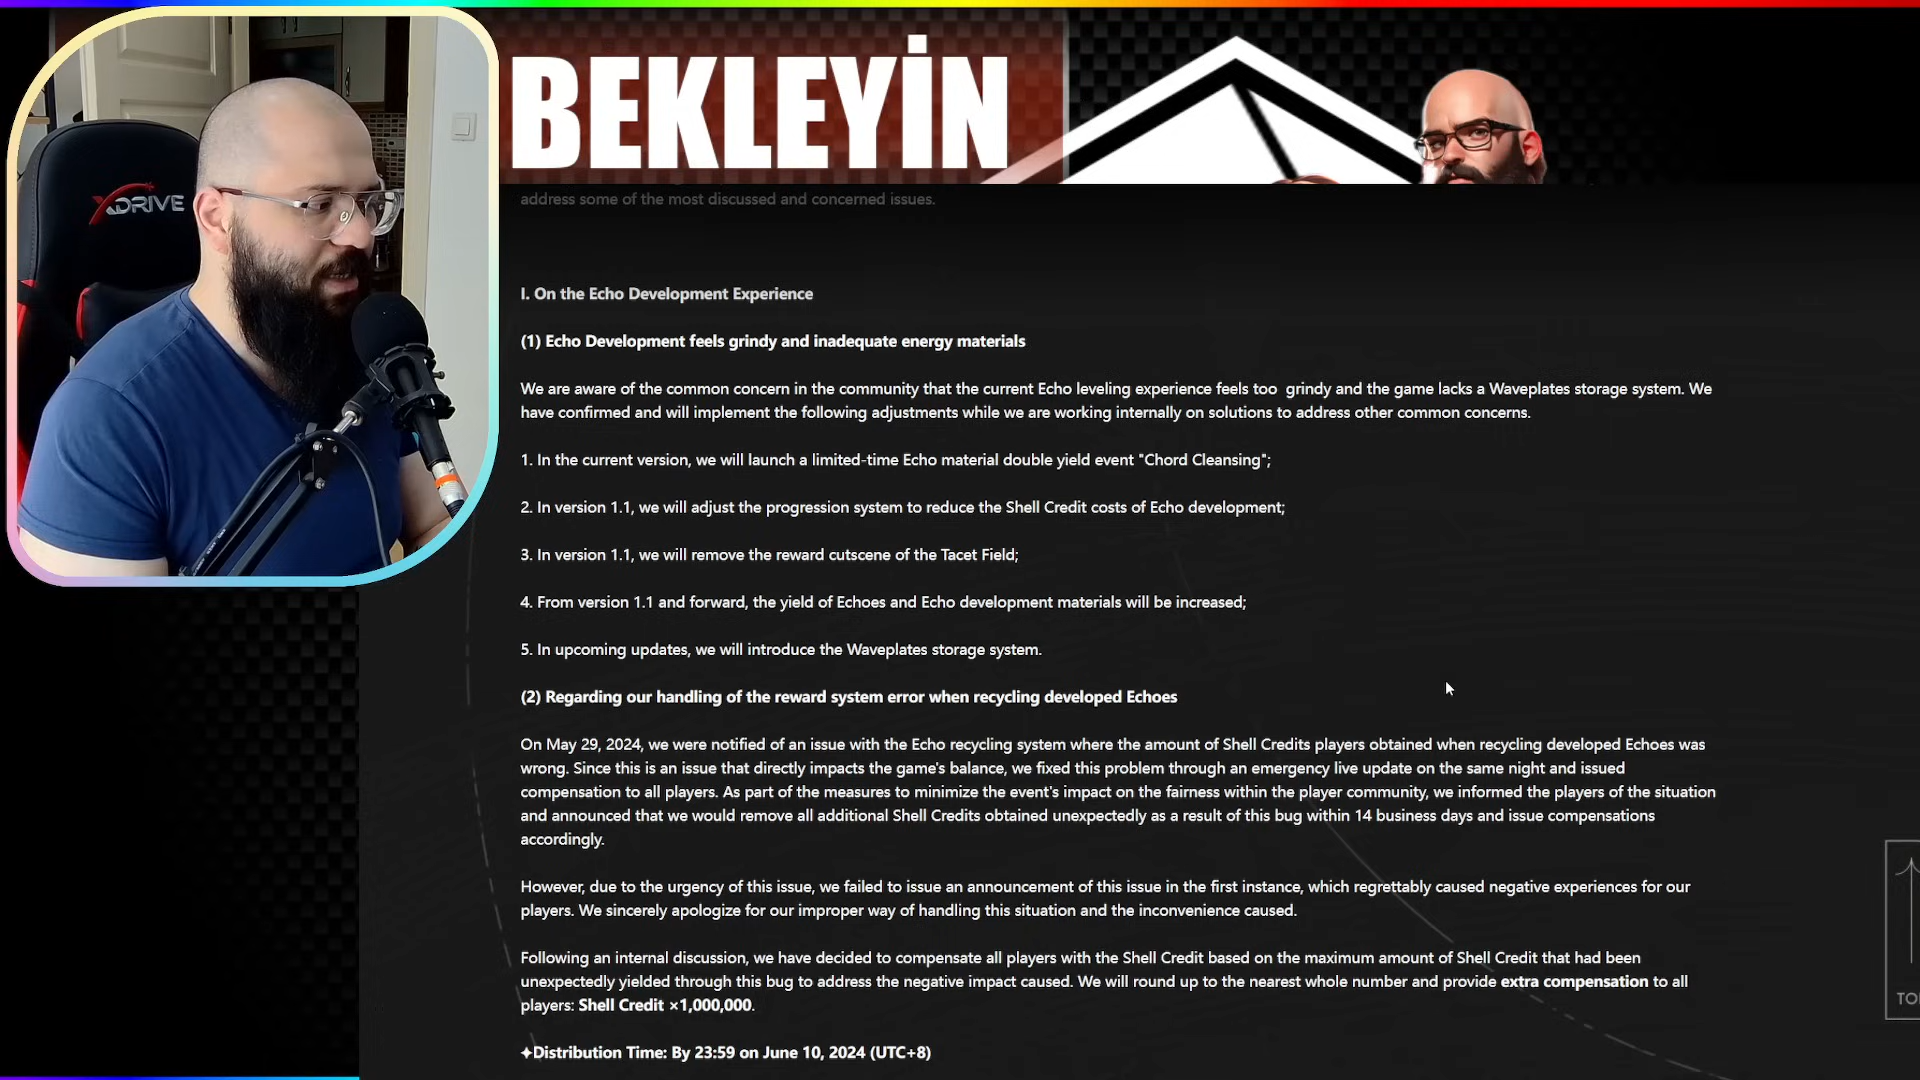 BEKLEYİN
XDRIVE
address some of the most discussed and concerned issues.
I. On the Echo Development Experience
(1) Echo Development feels grindy and inadequate energy materials
We are aware of the common concern in the community that the current Echo leveling experience feels too grindy and the game lacks a Waveplates storage system. We
have confirmed and will implement the following adjustments while we are working internally on solutions to address other common concerns.
1. In the current version, we will launch a limited-time Echo material double yield event "Chord Cleansing";
2. In version 1.1, we will adjust the progression system to reduce the Shell Credit costs of Echo development;
3. In version 1.1, we will remove the reward cutscene of the Tacet Field;
4. From version 1.1 and forward, the yield of Echoes and Echo development materials will be increased;
5. In upcoming updates, we will introduce the Waveplates storage system.
(2) Regarding our handling of the reward system error when recycling developed Echoes
On May 29, 2024, we were notified of an issue with the Echo recycling system where the amount of Shell Credits players obtained when recycling developed Echoes was
wrong. Since this is an issue that directly impacts the game's balance, we fixed this problem through an emergency live update on the same night and issued
compensation to all players. As part of the measures to minimize the event's impact on the fairness within the player community, we informed the players of the situation
and announced that we would remove all additional Shell Credits obtained unexpectedly as a result of this bug within 14 business days and issue compensations
accordingly.
However, due to the urgency of this issue, we failed to issue an announcement of this issue in the first instance, which regrettably caused negative experiences for our
players. We sincerely apologize for our improper way of handling this situation and the inconvenience caused.
Following an internal discussion, we have decided to compensate all players with the Shell Credit based on the maximum amount of Shell Credit that had been
unexpectedly yielded through this bug to address the negative impact caused. We will round up to the nearest whole number and provide extra compensation to all
players: Shell Credit ×1,000,000.
✦Distribution Time: By 23:59 on June 10, 2024 (UTC+8)